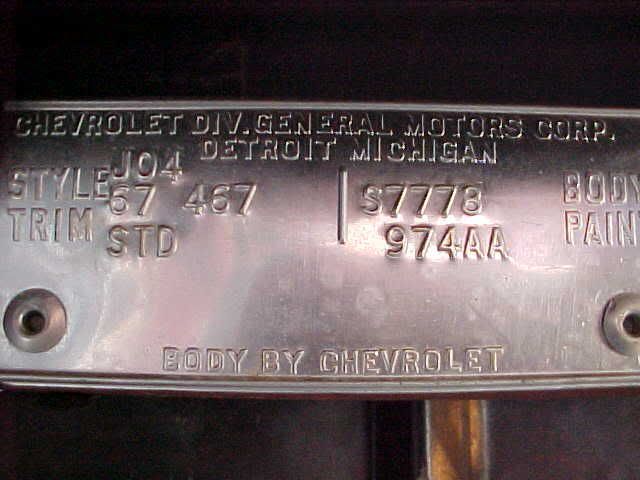 CHEVROLET DIV. GENERAL MOTORS CORP.
DETROIT MICHIGAN
J04
STYLE 67 467 S7778 BODY
TRIM STD 974AA PAIN
BODY BY CHEVROLET